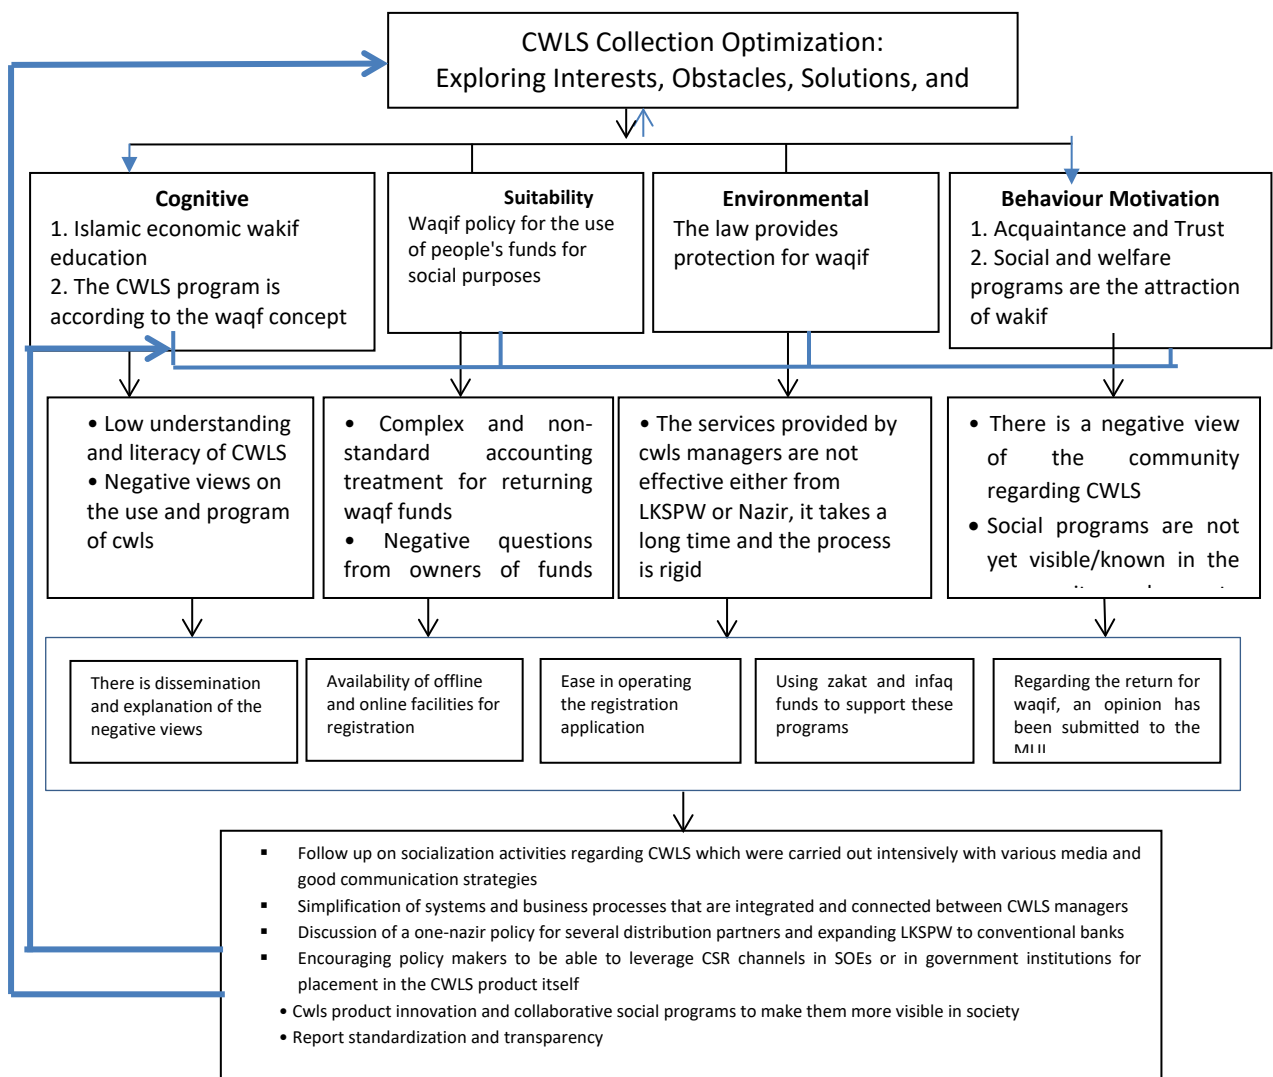 CWLS Collection Optimization:
Exploring Interests, Obstacles, Solutions, and
Cognitive
1. Islamic economic wakif
education
2. The CWLS program is
according to the waqf concept
Suitability
Waqif policy for the use
of people's funds for
social purposes
Environmental
The law provides
protection for waqif
Behaviour Motivation
1. Acquaintance and Trust
2. Social and welfare
programs are the attraction
of wakif
• Low understanding
and literacy of CWLS
• Negative views on
the use and program
of cwls
• Complex and non-
standard accounting
treatment for returning
waqf funds
• Negative questions
from owners of funds
• The services provided by
cwls managers are not
effective either from
LKSPW or Nazir, it takes a
long time and the process
is rigid
• There is a negative view
of the community
regarding CWLS
• Social programs are not
yet visible/known in the
There is dissemination
and explanation of the
negative views
Availability of offline
and online facilities for
registration
Ease in operating
the registration
application
Using zakat and infaq
funds to support these
programs
Regarding the return for
waqif, an opinion has
been submitted to the
MUI
▪ Follow up on socialization activities regarding CWLS which were carried out intensively with various media and
good communication strategies
▪ Simplification of systems and business processes that are integrated and connected between CWLS managers
▪ Discussion of a one-nazir policy for several distribution partners and expanding LKSPW to conventional banks
▪ Encouraging policy makers to be able to leverage CSR channels in SOEs or in government institutions for
placement in the CWLS product itself
• Cwls product innovation and collaborative social programs to make them more visible in society
• Report standardization and transparency